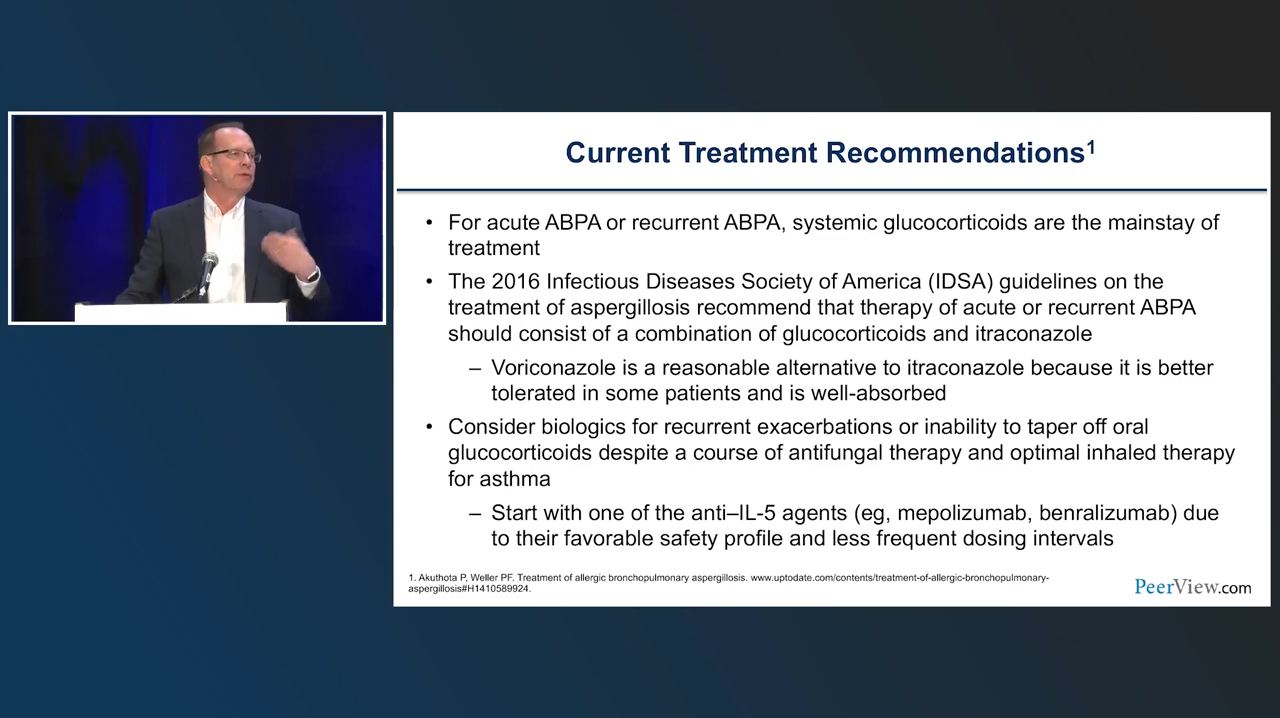 Current Treatment Recommendations¹
• For acute ABPA or recurrent ABPA, systemic glucocorticoids are the mainstay of
treatment
• The 2016 Infectious Diseases Society of America (IDSA) guidelines on the
treatment of aspergillosis recommend that therapy of acute or recurrent ABPA
should consist of a combination of glucocorticoids and itraconazole
– Voriconazole is a reasonable alternative to itraconazole because it is better
tolerated in some patients and is well-absorbed
• Consider biologics for recurrent exacerbations or inability to taper off oral
glucocorticoids despite a course of antifungal therapy and optimal inhaled therapy
for asthma
– Start with one of the anti–IL-5 agents (eg, mepolizumab, benralizumab) due
to their favorable safety profile and less frequent dosing intervals
1. Akuthota P, Weller PF. Treatment of allergic bronchopulmonary aspergillosis. www.uptodate.com/contents/treatment-of-allergic-bronchopulmonary-
aspergillosis#H1410589924.
PeerView.com